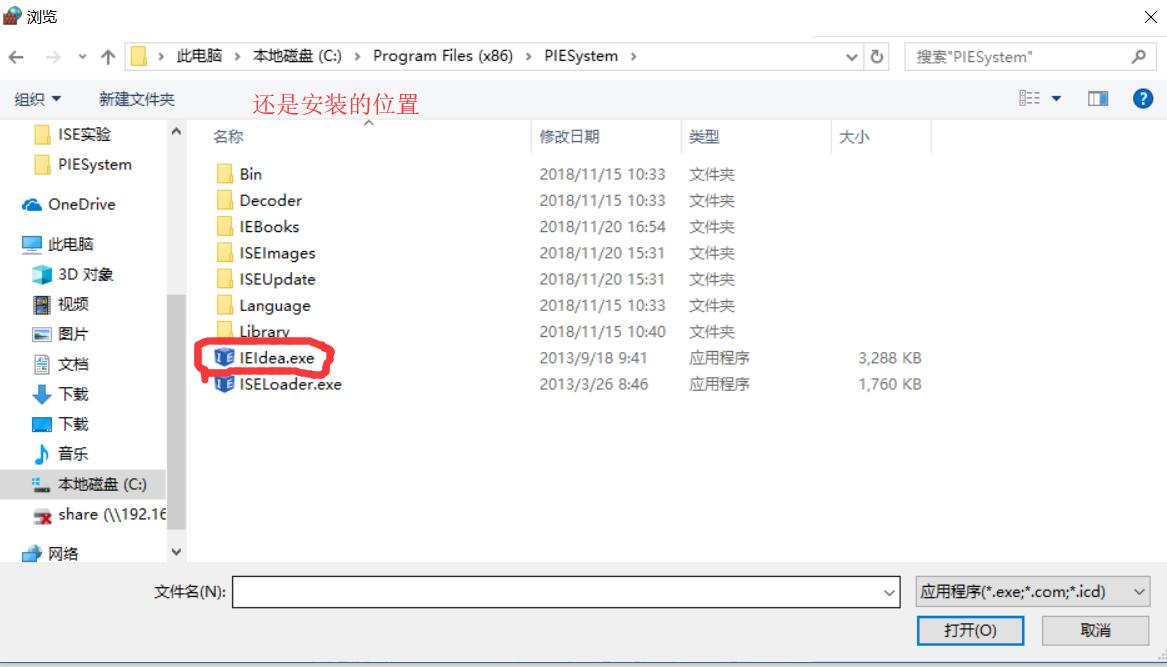 浏览
此电脑 本地磁盘 (C:) Program Files (x86) PIESystem 搜索"PIESystem"
组织 新建文件夹
还是安装的位置
名称 修改日期 类型 大小
ISE实验
PIESystem
OneDrive
此电脑
3D 对象
视频
图片
文档
下载
下载
音乐
本地磁盘 (C:)
share (\\192.16
网络
Bin 2018/11/15 10:33 文件夹
Decoder 2018/11/15 10:33 文件夹
IEBooks 2018/11/20 16:54 文件夹
ISEImages 2018/11/20 15:31 文件夹
ISEUpdate 2018/11/20 15:31 文件夹
Language 2018/11/15 10:33 文件夹
Library 2018/11/15 10:40 文件夹
IEIdea.exe 2013/9/18 9:41 应用程序 3,288 KB
ISELoader.exe 2013/3/26 8:46 应用程序 1,760 KB
文件名(N): 应用程序(*.exe;*.com;*.icd)
打开(O) 取消